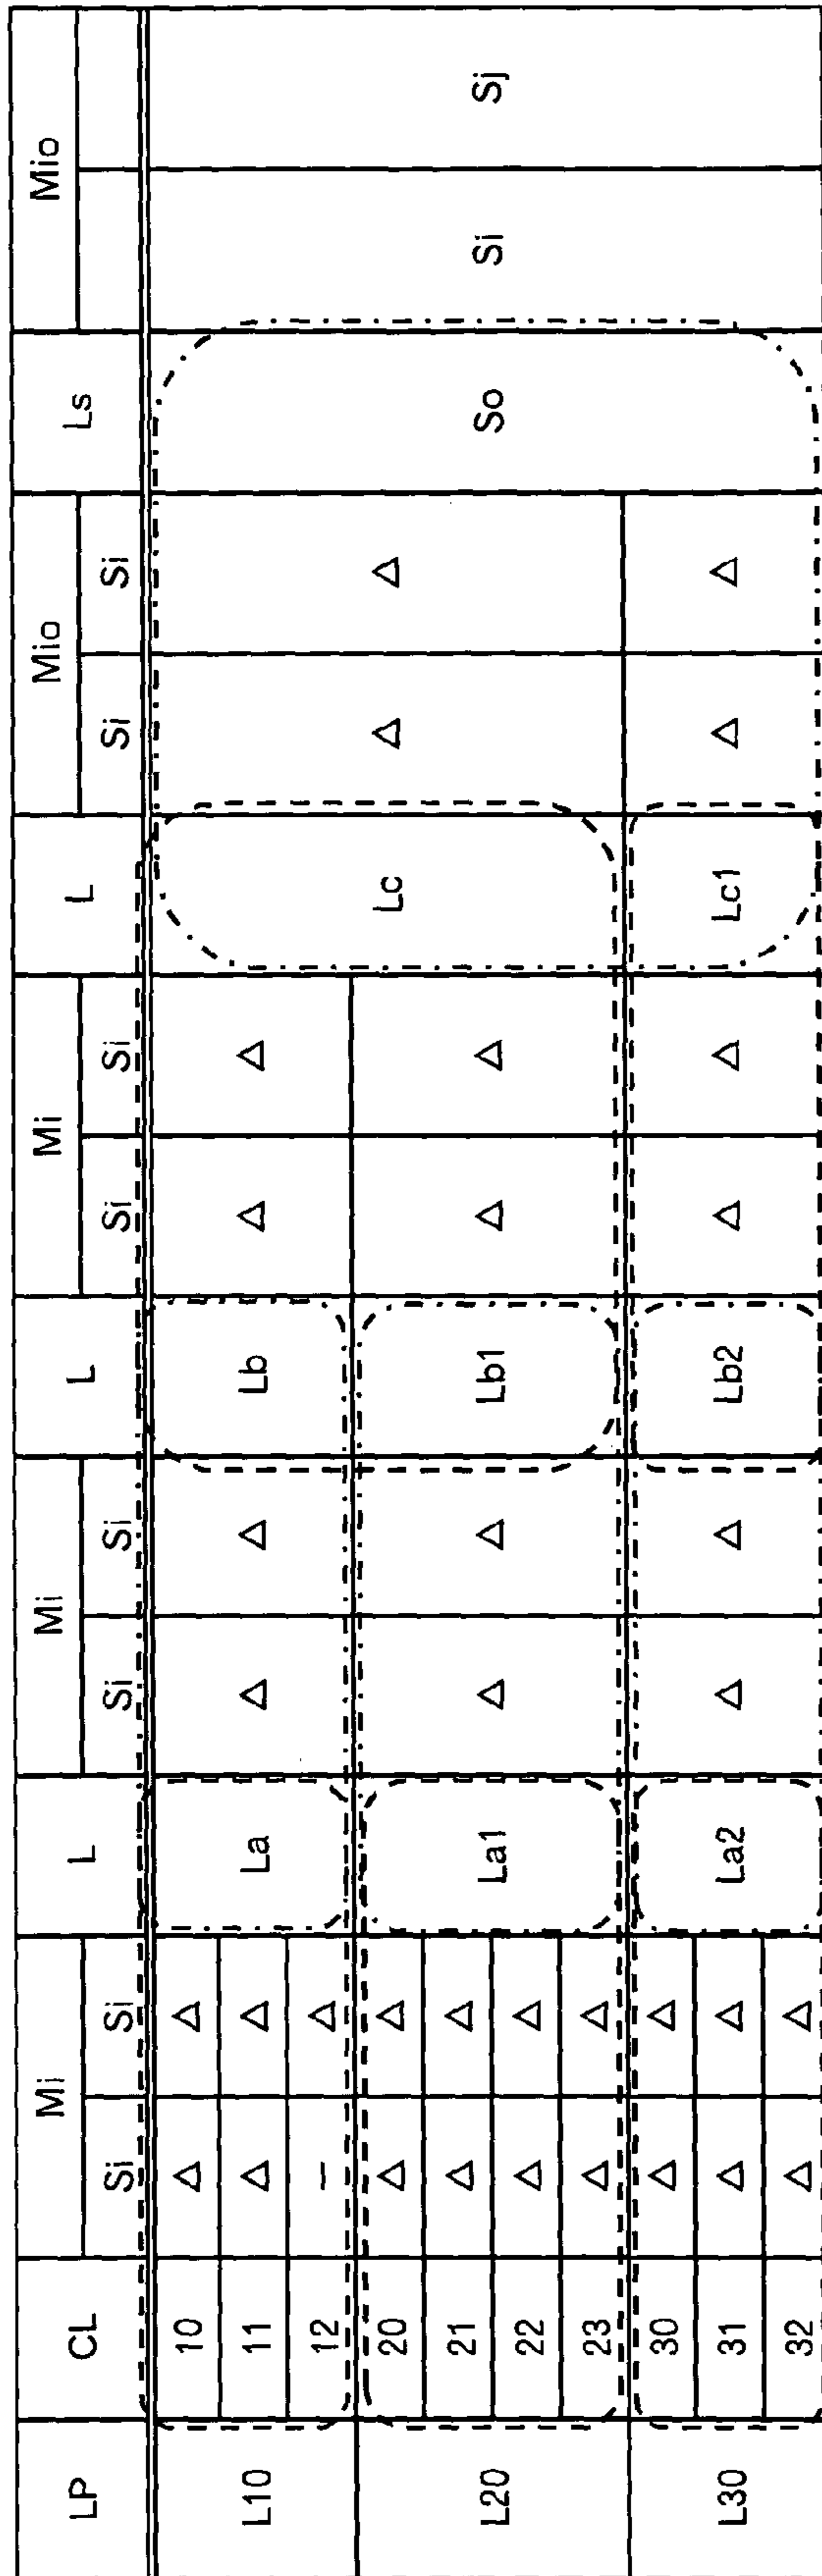 LP CL Mi L Mi L Mi L Mio Ls Mio
Si Si Si Si Si Si Si Si
10 △ △
L10 11 △ △ La △ △ Lb △ △
12 – △
20 △ △ Lc △ △
21 △ △
L20 La1 △ △ Lb1 △ △ So Si Sj
22 △ △
23 △ △
30 △ △
L30 31 △ △ La2 △ △ Lb2 △ △ Lc1 △ △
32 △ △